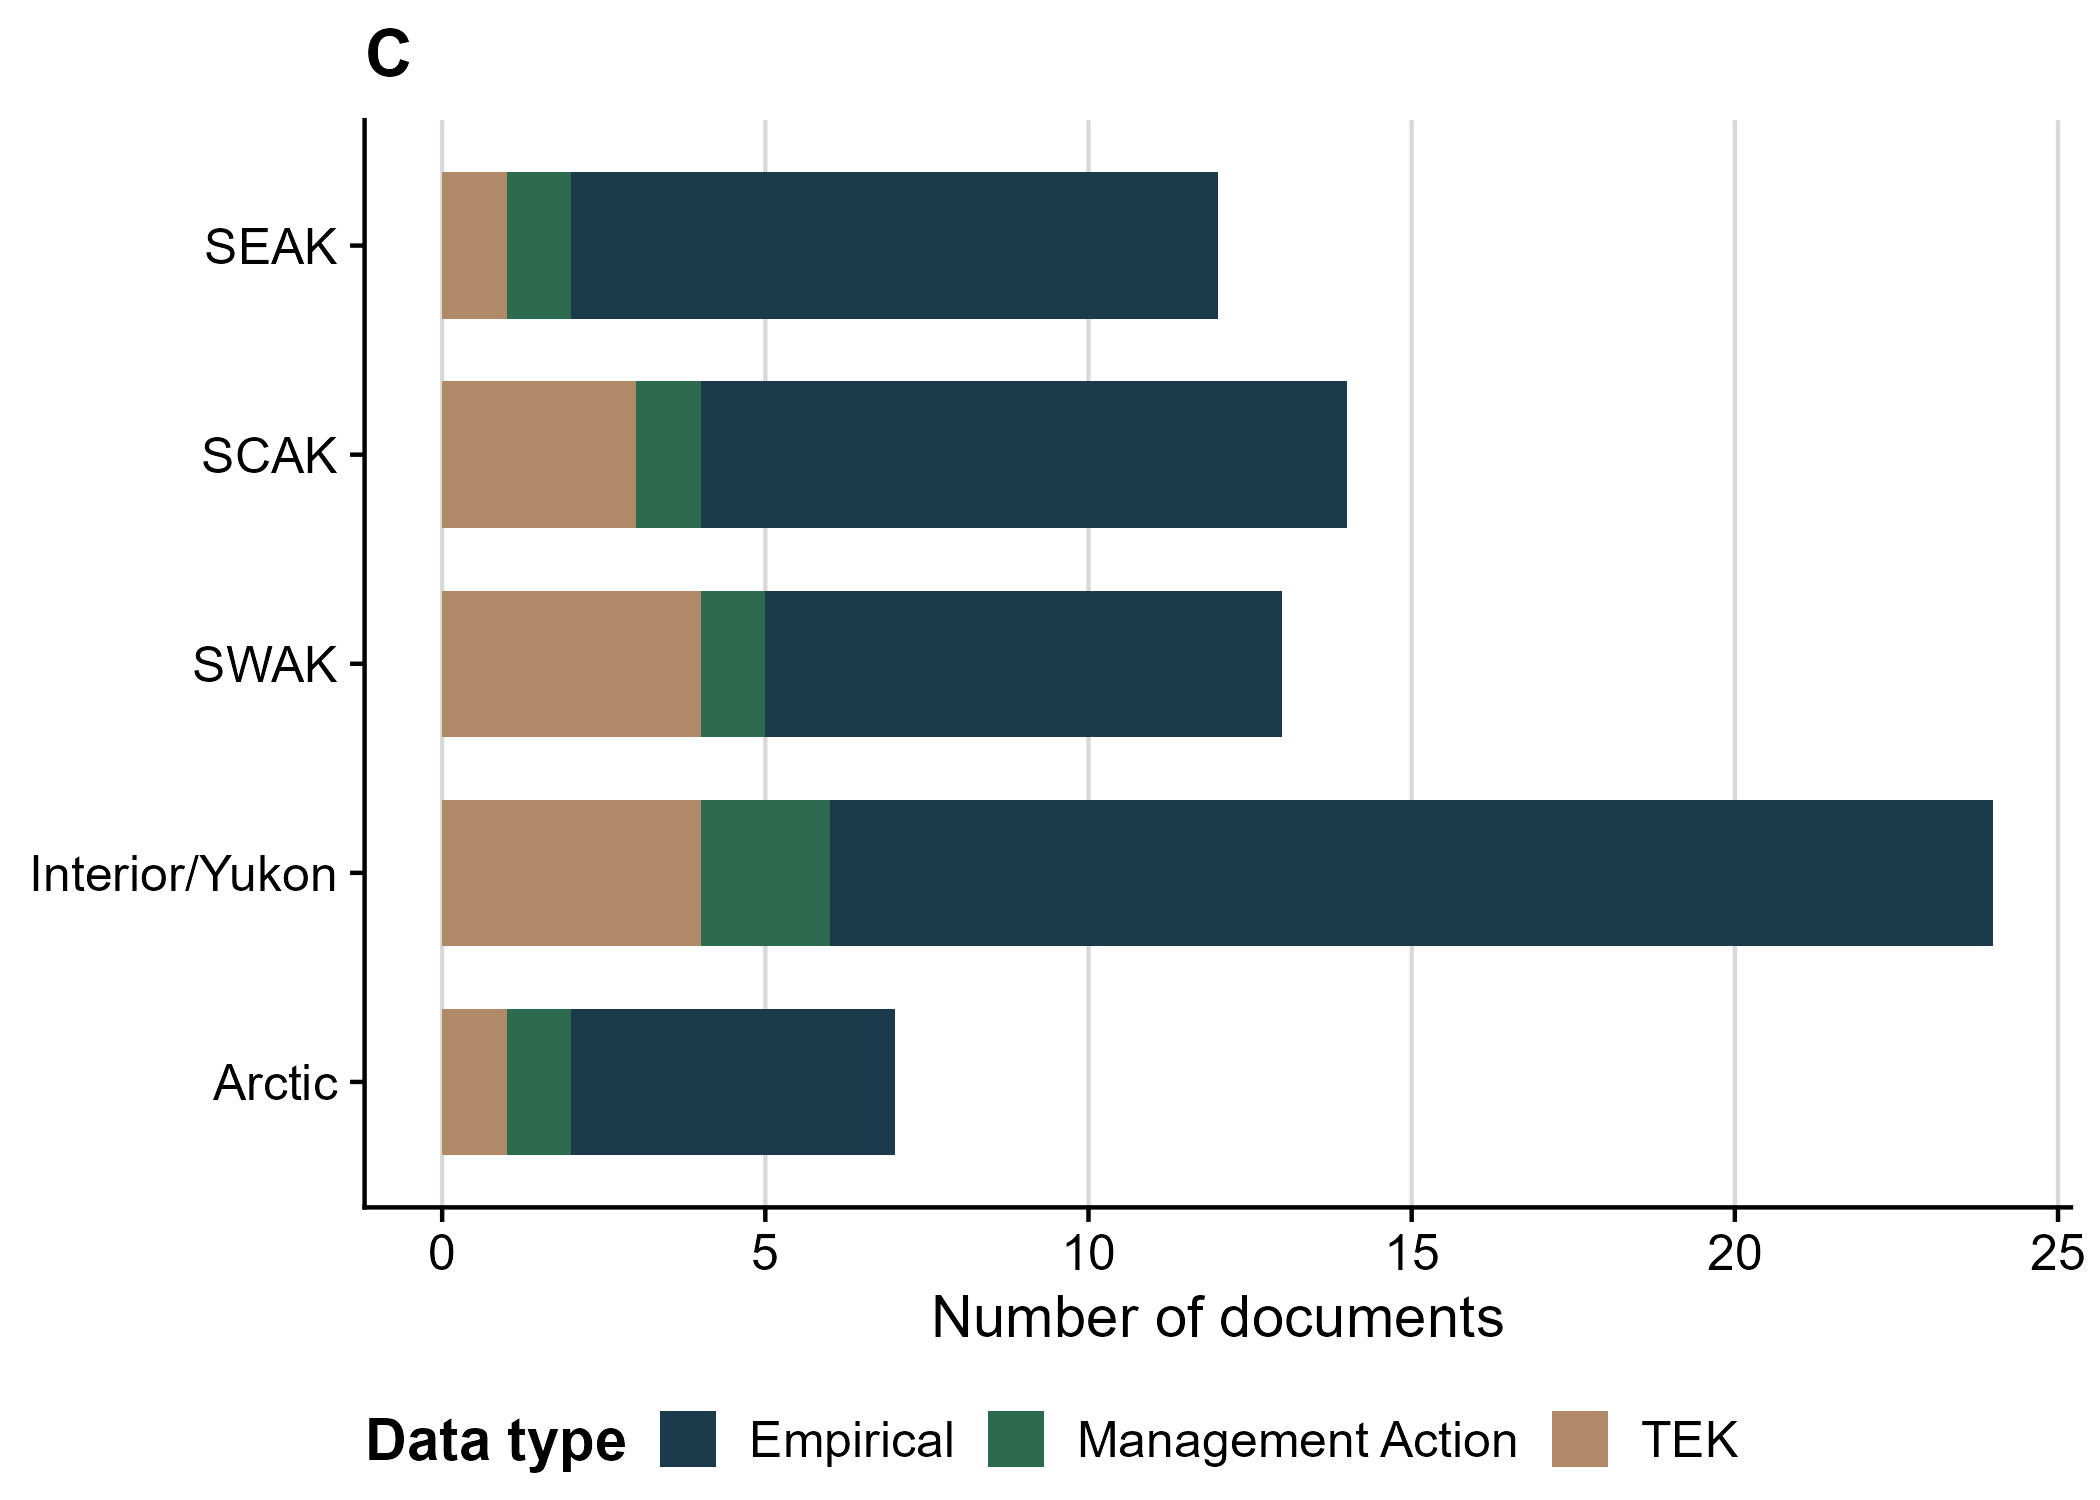 C
SEAK
SCAK
SWAK
Interior/Yukon
Arctic
0 5 10 15 20 25
Number of documents
Data type Empirical Management Action TEK